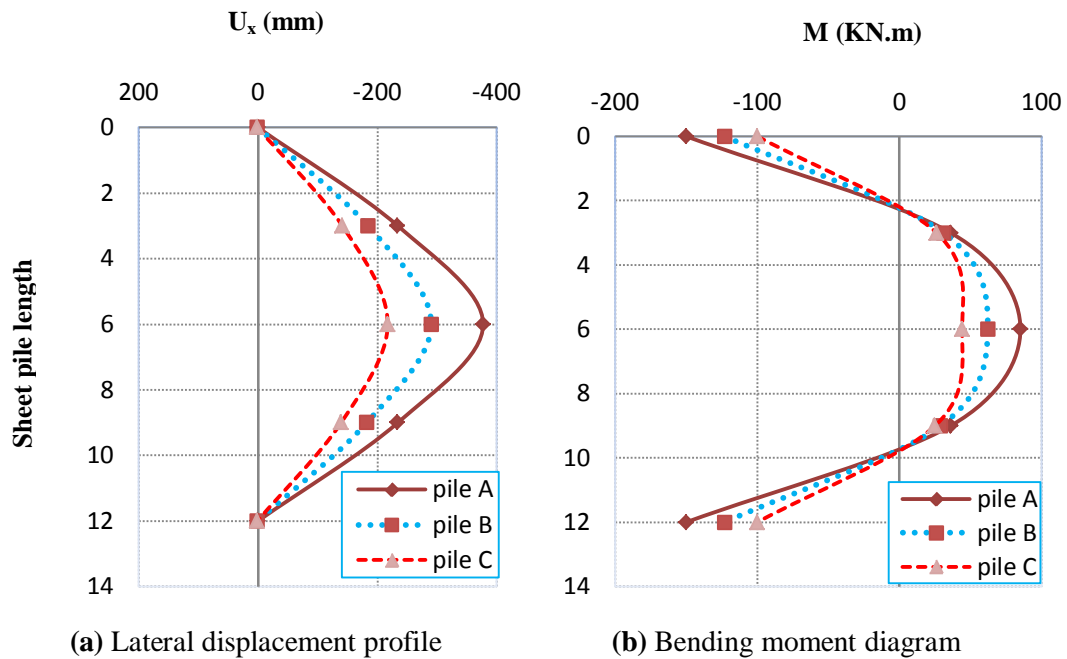 Uₓ (mm)
200 0 -200 -400
0
2
4
6
8
10
12
14
Sheet pile length
pile A
pile B
pile C
(a) Lateral displacement profile
M (KN.m)
-200 -100 0 100
0
2
4
6
8
10
12
14
pile A
pile B
pile C
(b) Bending moment diagram